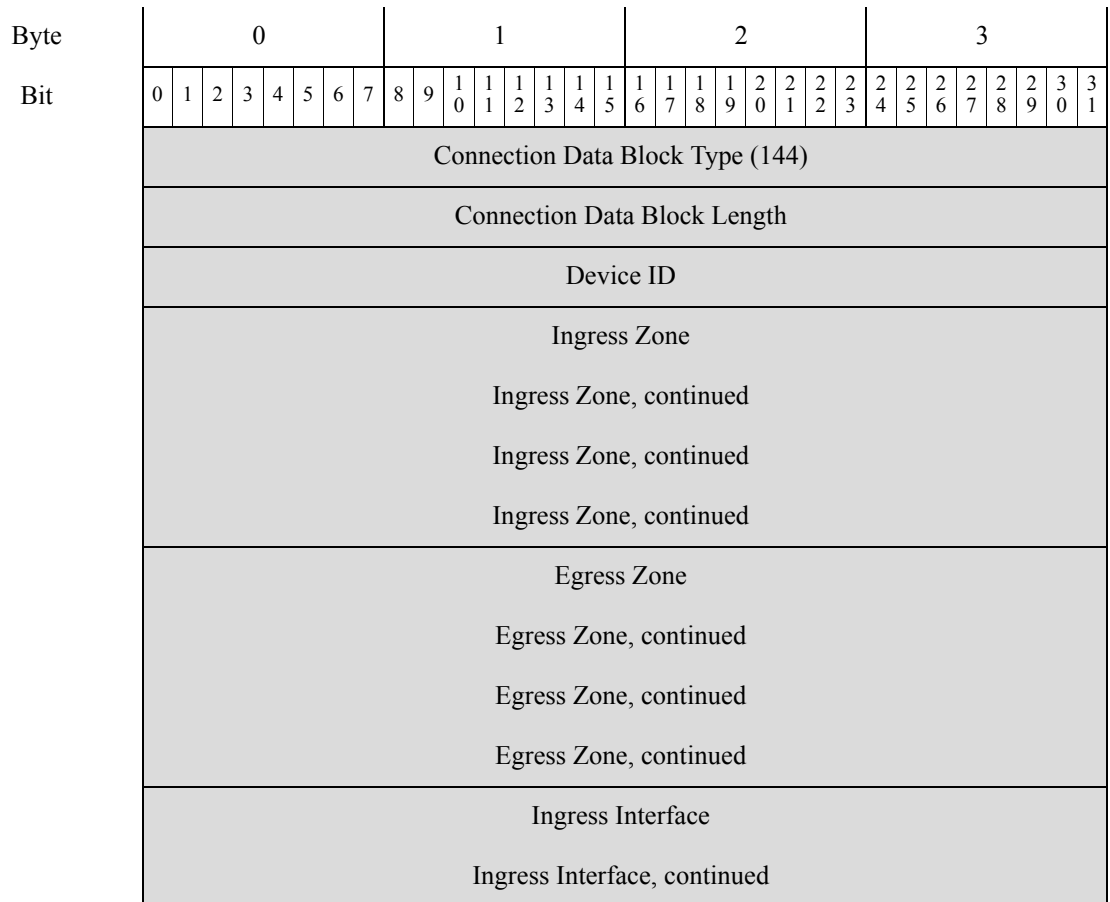 Byte 0 1 2 3
Bit 0 1 2 3 4 5 6 7 8 9 10 11 12 13 14 15 16 17 18 19 20 21 22 23 24 25 26 27 28 29 30 31
Connection Data Block Type (144)
Connection Data Block Length
Device ID
Ingress Zone
Ingress Zone, continued
Ingress Zone, continued
Ingress Zone, continued
Egress Zone
Egress Zone, continued
Egress Zone, continued
Egress Zone, continued
Ingress Interface
Ingress Interface, continued